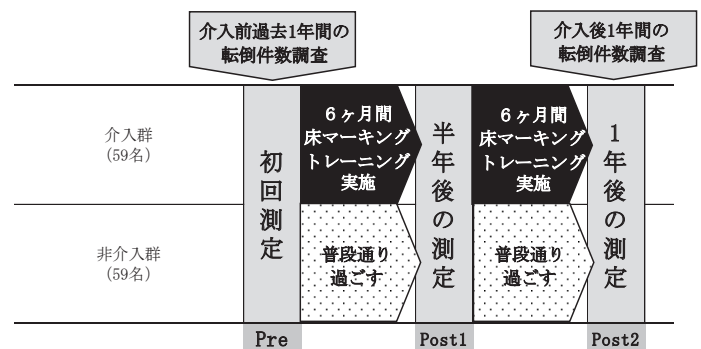 介入前過去1年間の
転倒件数調査
介入後1年間の
転倒件数調査
介入群
(59名)
非介入群
(59名)
初回測定
6ヶ月間
床マーキング
トレーニング
実施
普段通り
過ごす
半年後の測定
6ヶ月間
床マーキング
トレーニング
実施
普段通り
過ごす
1年後の測定
Pre
Post1
Post2